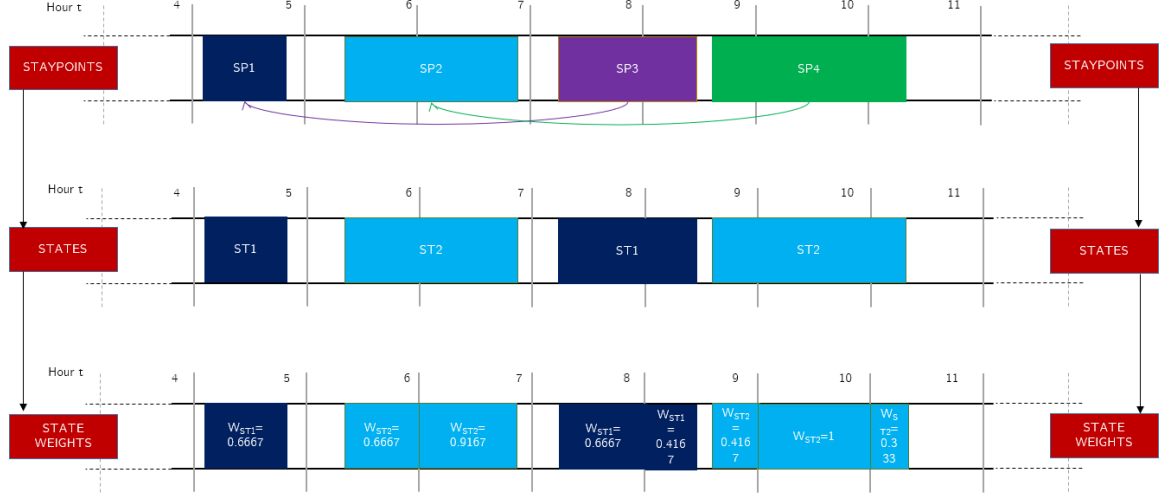 Hour t 4 5 6 7 8 9 10 11
STAYPOINTS SP1 SP2 SP3 SP4 STAYPOINTS
Hour t 4 5 6 7 8 9 10 11
STATES ST1 ST2 ST1 ST2 STATES
Hour t 4 5 6 7 8 9 10 11
STATE
WEIGHTS
WST1=
0.6667
WST2=
0.6667
WST2=
0.9167
WST1=
0.6667
WST1
=
0.416
7
WST2
=
0.416
7
WST2=1
WS
T2=
0.3
33
STATE
WEIGHTS